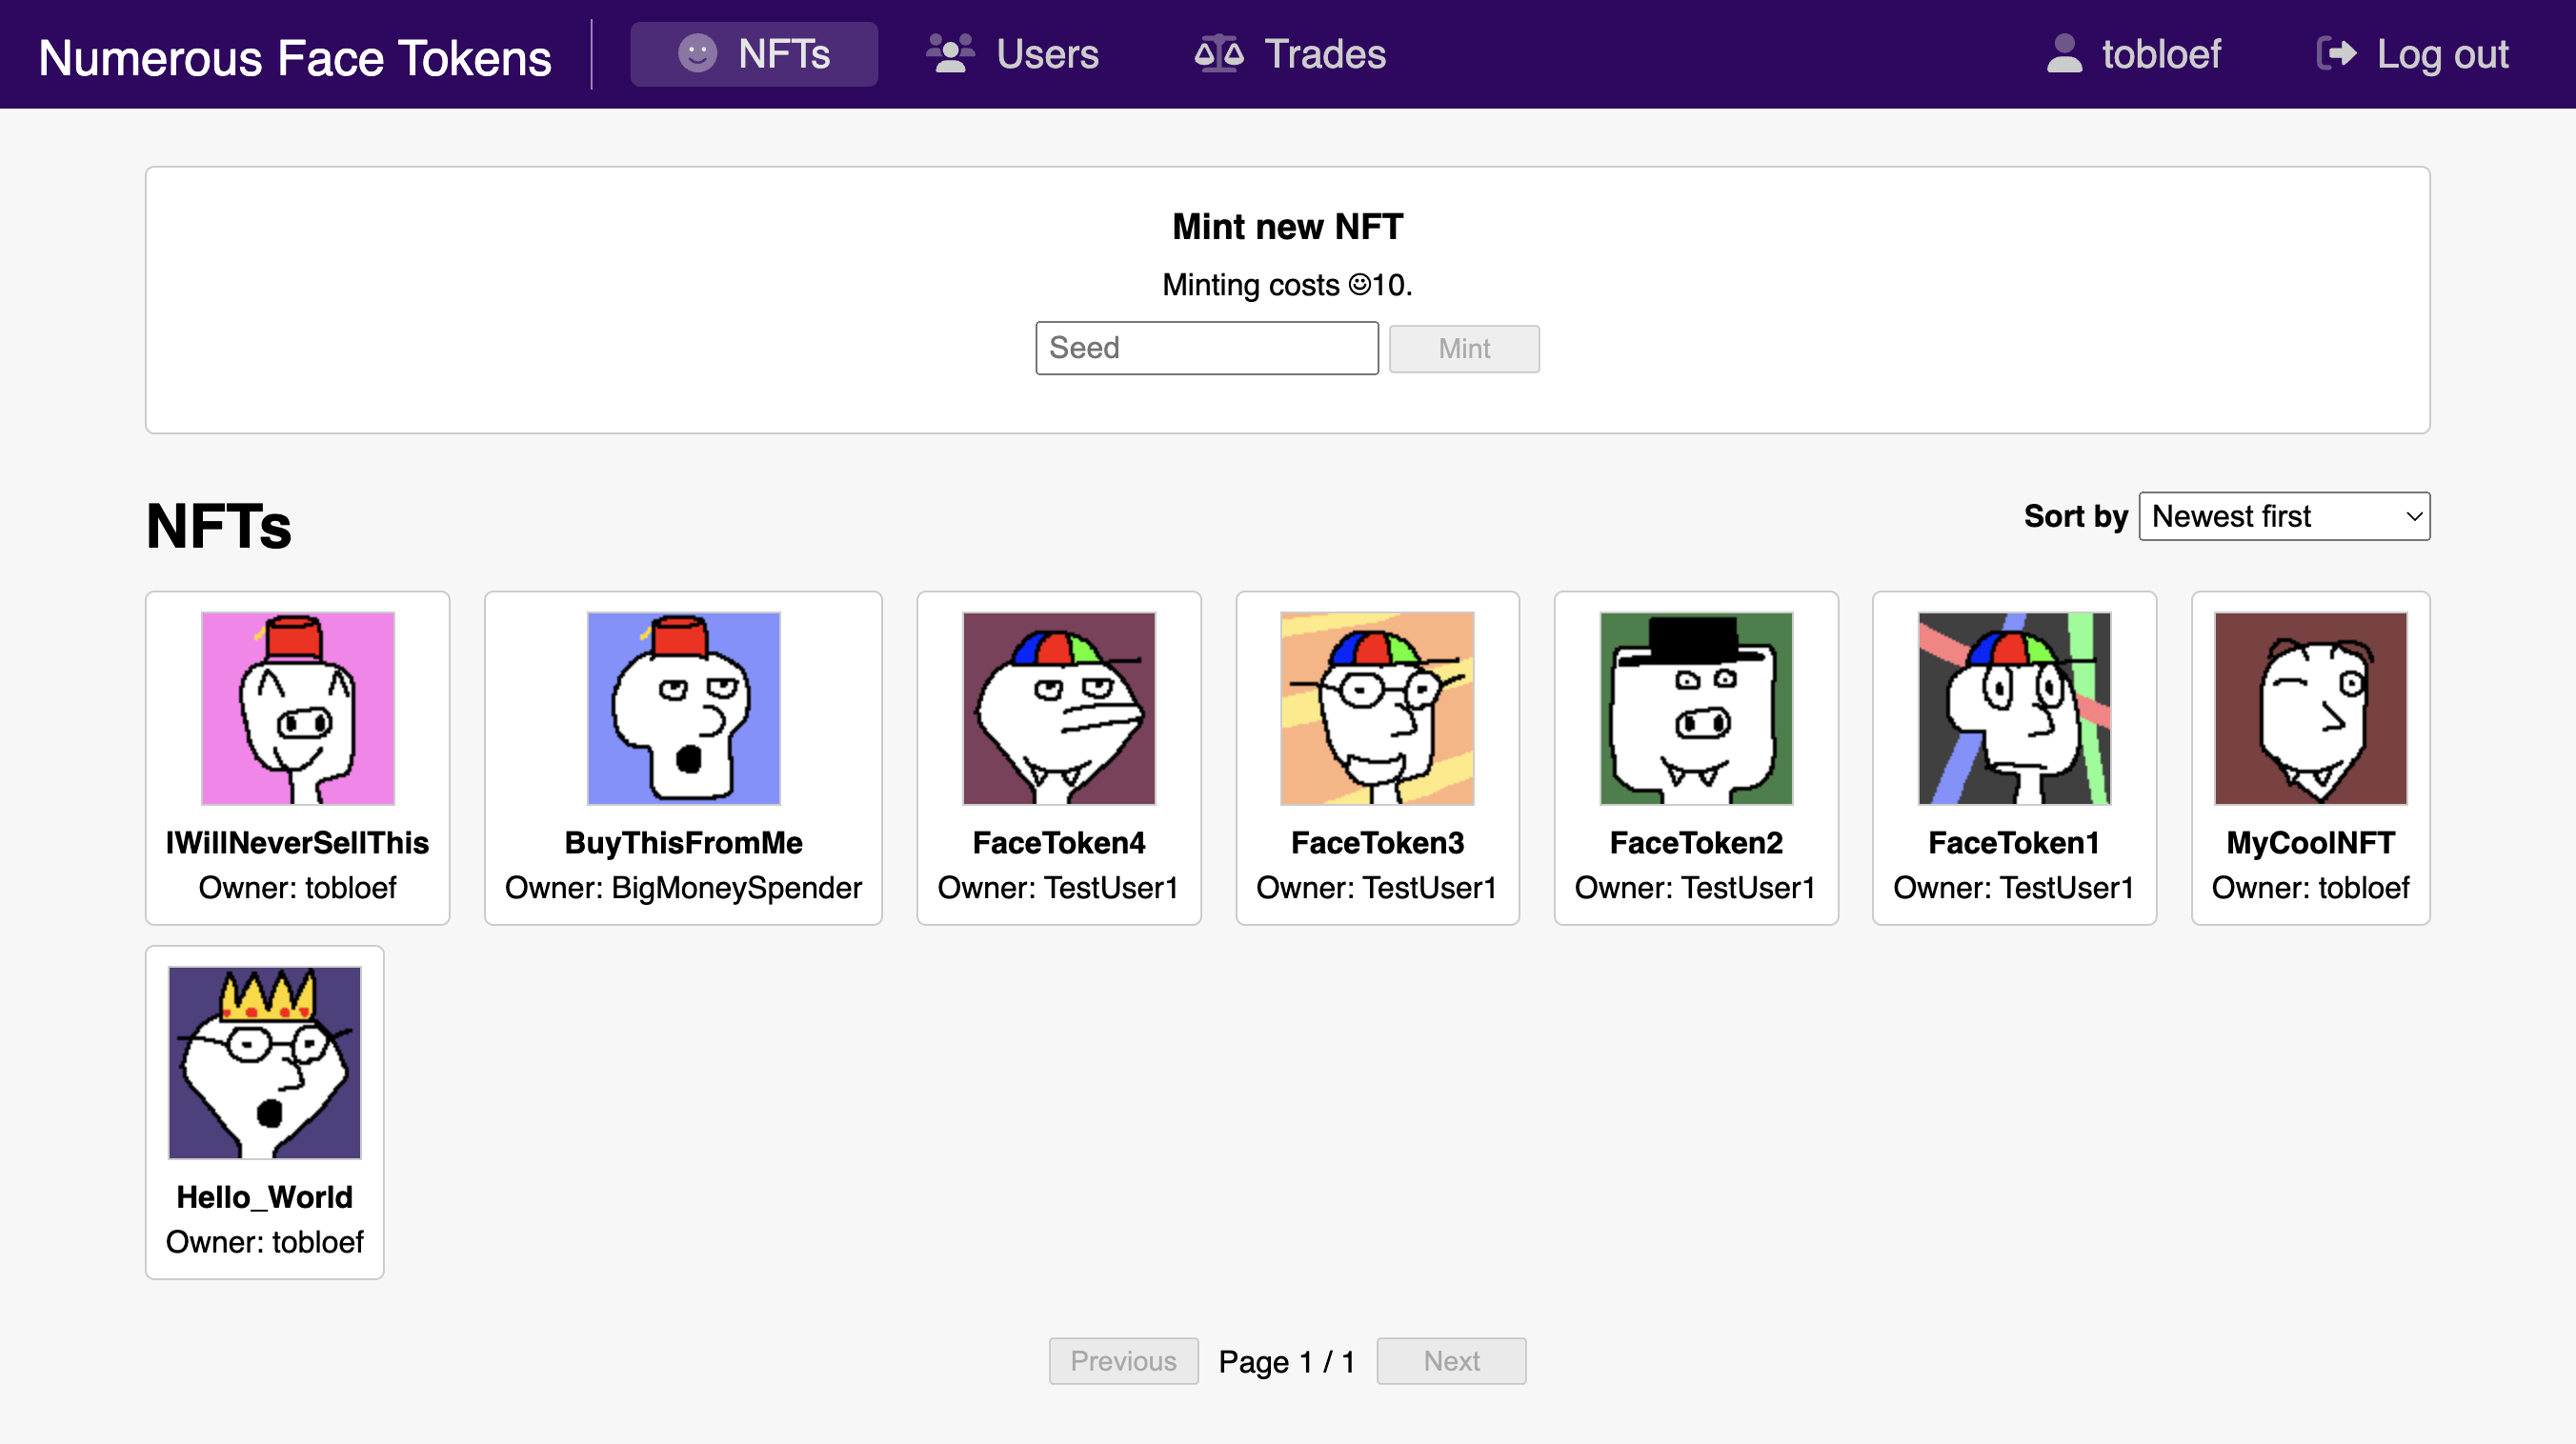 Numerous Face Tokens
NFTs
Users
Trades
tobloef
Log out
Mint new NFT
Minting costs ☺10.
Seed
Mint
NFTs
Sort by
Newest first
IWillNeverSellThis
Owner: tobloef
BuyThisFromMe
Owner: BigMoneySpender
FaceToken4
Owner: TestUser1
FaceToken3
Owner: TestUser1
FaceToken2
Owner: TestUser1
FaceToken1
Owner: TestUser1
MyCoolNFT
Owner: tobloef
Hello_World
Owner: tobloef
Previous
Page 1 / 1
Next